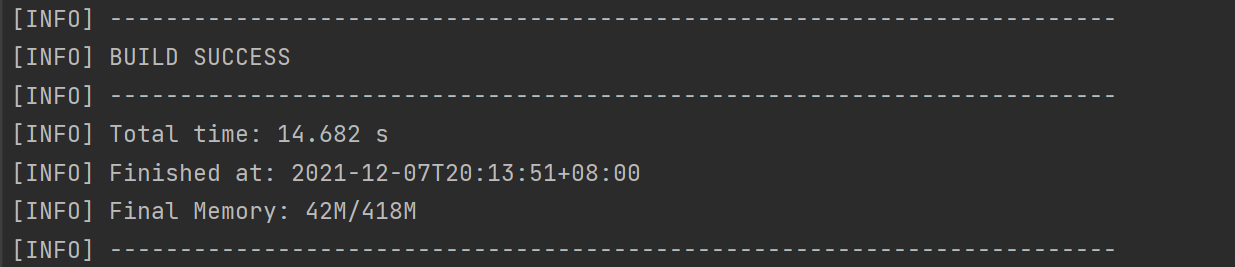 [INFO] ------------------------------------------------------------------------
[INFO] BUILD SUCCESS
[INFO] ------------------------------------------------------------------------
[INFO] Total time: 14.682 s
[INFO] Finished at: 2021-12-07T20:13:51+08:00
[INFO] Final Memory: 42M/418M
[INFO] ------------------------------------------------------------------------